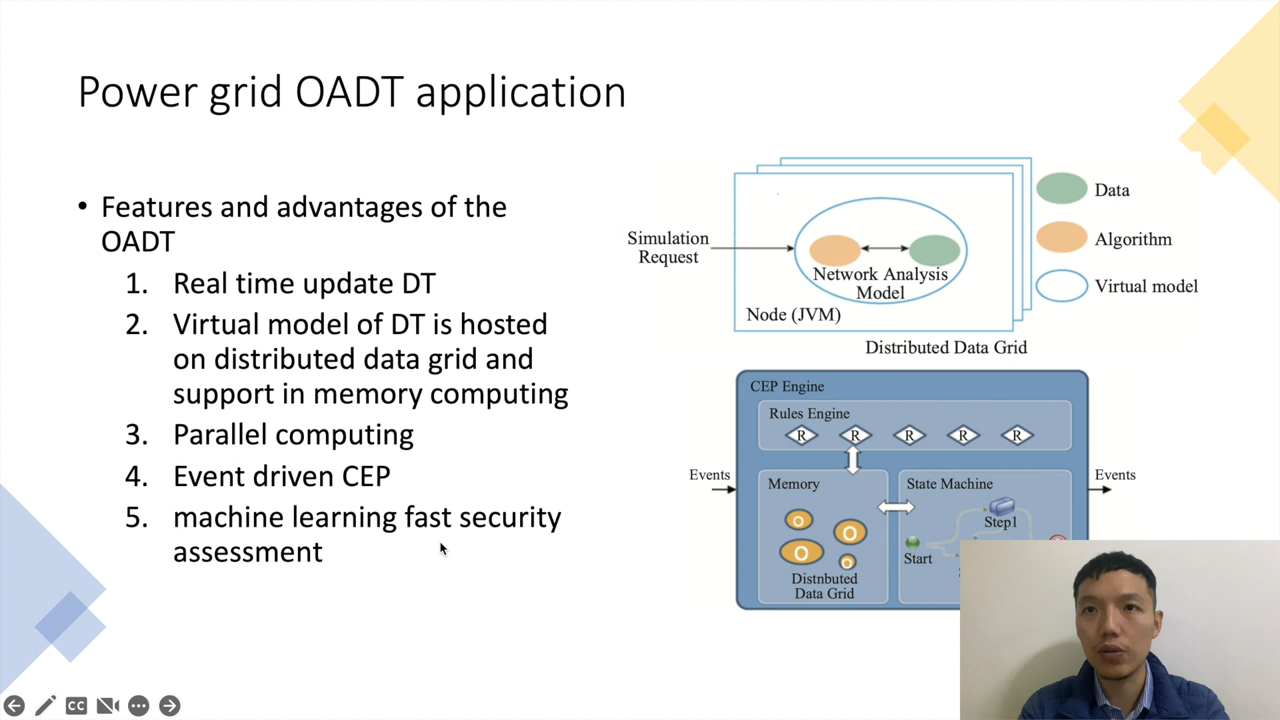 Power grid OADT application
• Features and advantages of the
OADT
1. Real time update DT
2. Virtual model of DT is hosted
on distributed data grid and
support in memory computing
3. Parallel computing
4. Event driven CEP
5. machine learning fast security
assessment
Simulation
Request
Network Analysis
Model
Node (JVM)
Distributed Data Grid
Data
Algorithm
Virtual model
CEP Engine
Rules Engine
R R R R R
Events
Events
Memory
O O O O
Distnbuted
Data Grid
State Machine
Step1
Start
CC